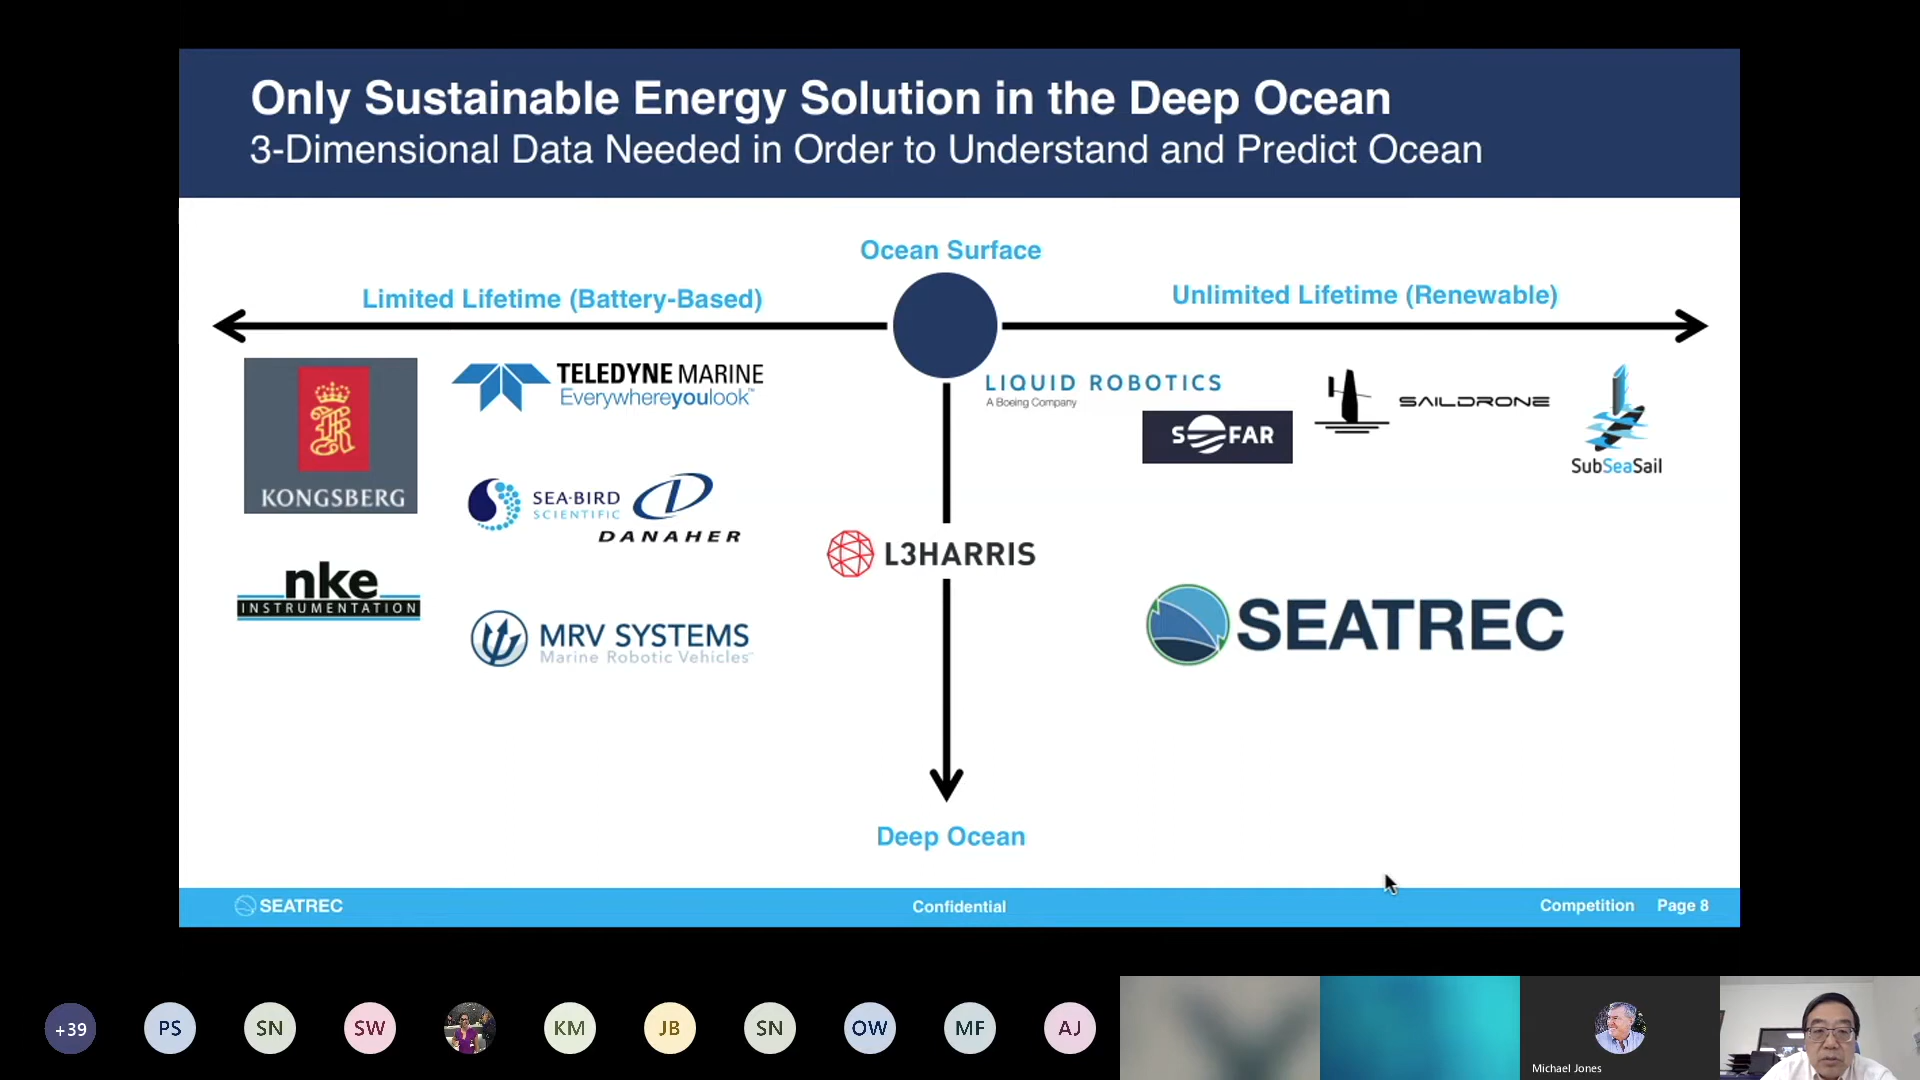 Only Sustainable Energy Solution in the Deep Ocean
3-Dimensional Data Needed in Order to Understand and Predict Ocean
Ocean Surface
Limited Lifetime (Battery-Based)
Unlimited Lifetime (Renewable)
KONGSBERG
TELEDYNE MARINE
Everywhereyoulook™
LIQUID ROBOTICS
A Boeing Company
SOFAR
SAILDRONE
SubSeaSail
SEA·BIRD
SCIENTIFIC
DANAHER
L3HARRIS
nke
INSTRUMENTATION
MRV SYSTEMS
Marine Robotic Vehicles™
SEATREC
Deep Ocean
SEATREC
Confidential
Competition Page 8
+39
PS
SN
SW
KM
JB
SN
OW
MF
AJ
Michael Jones